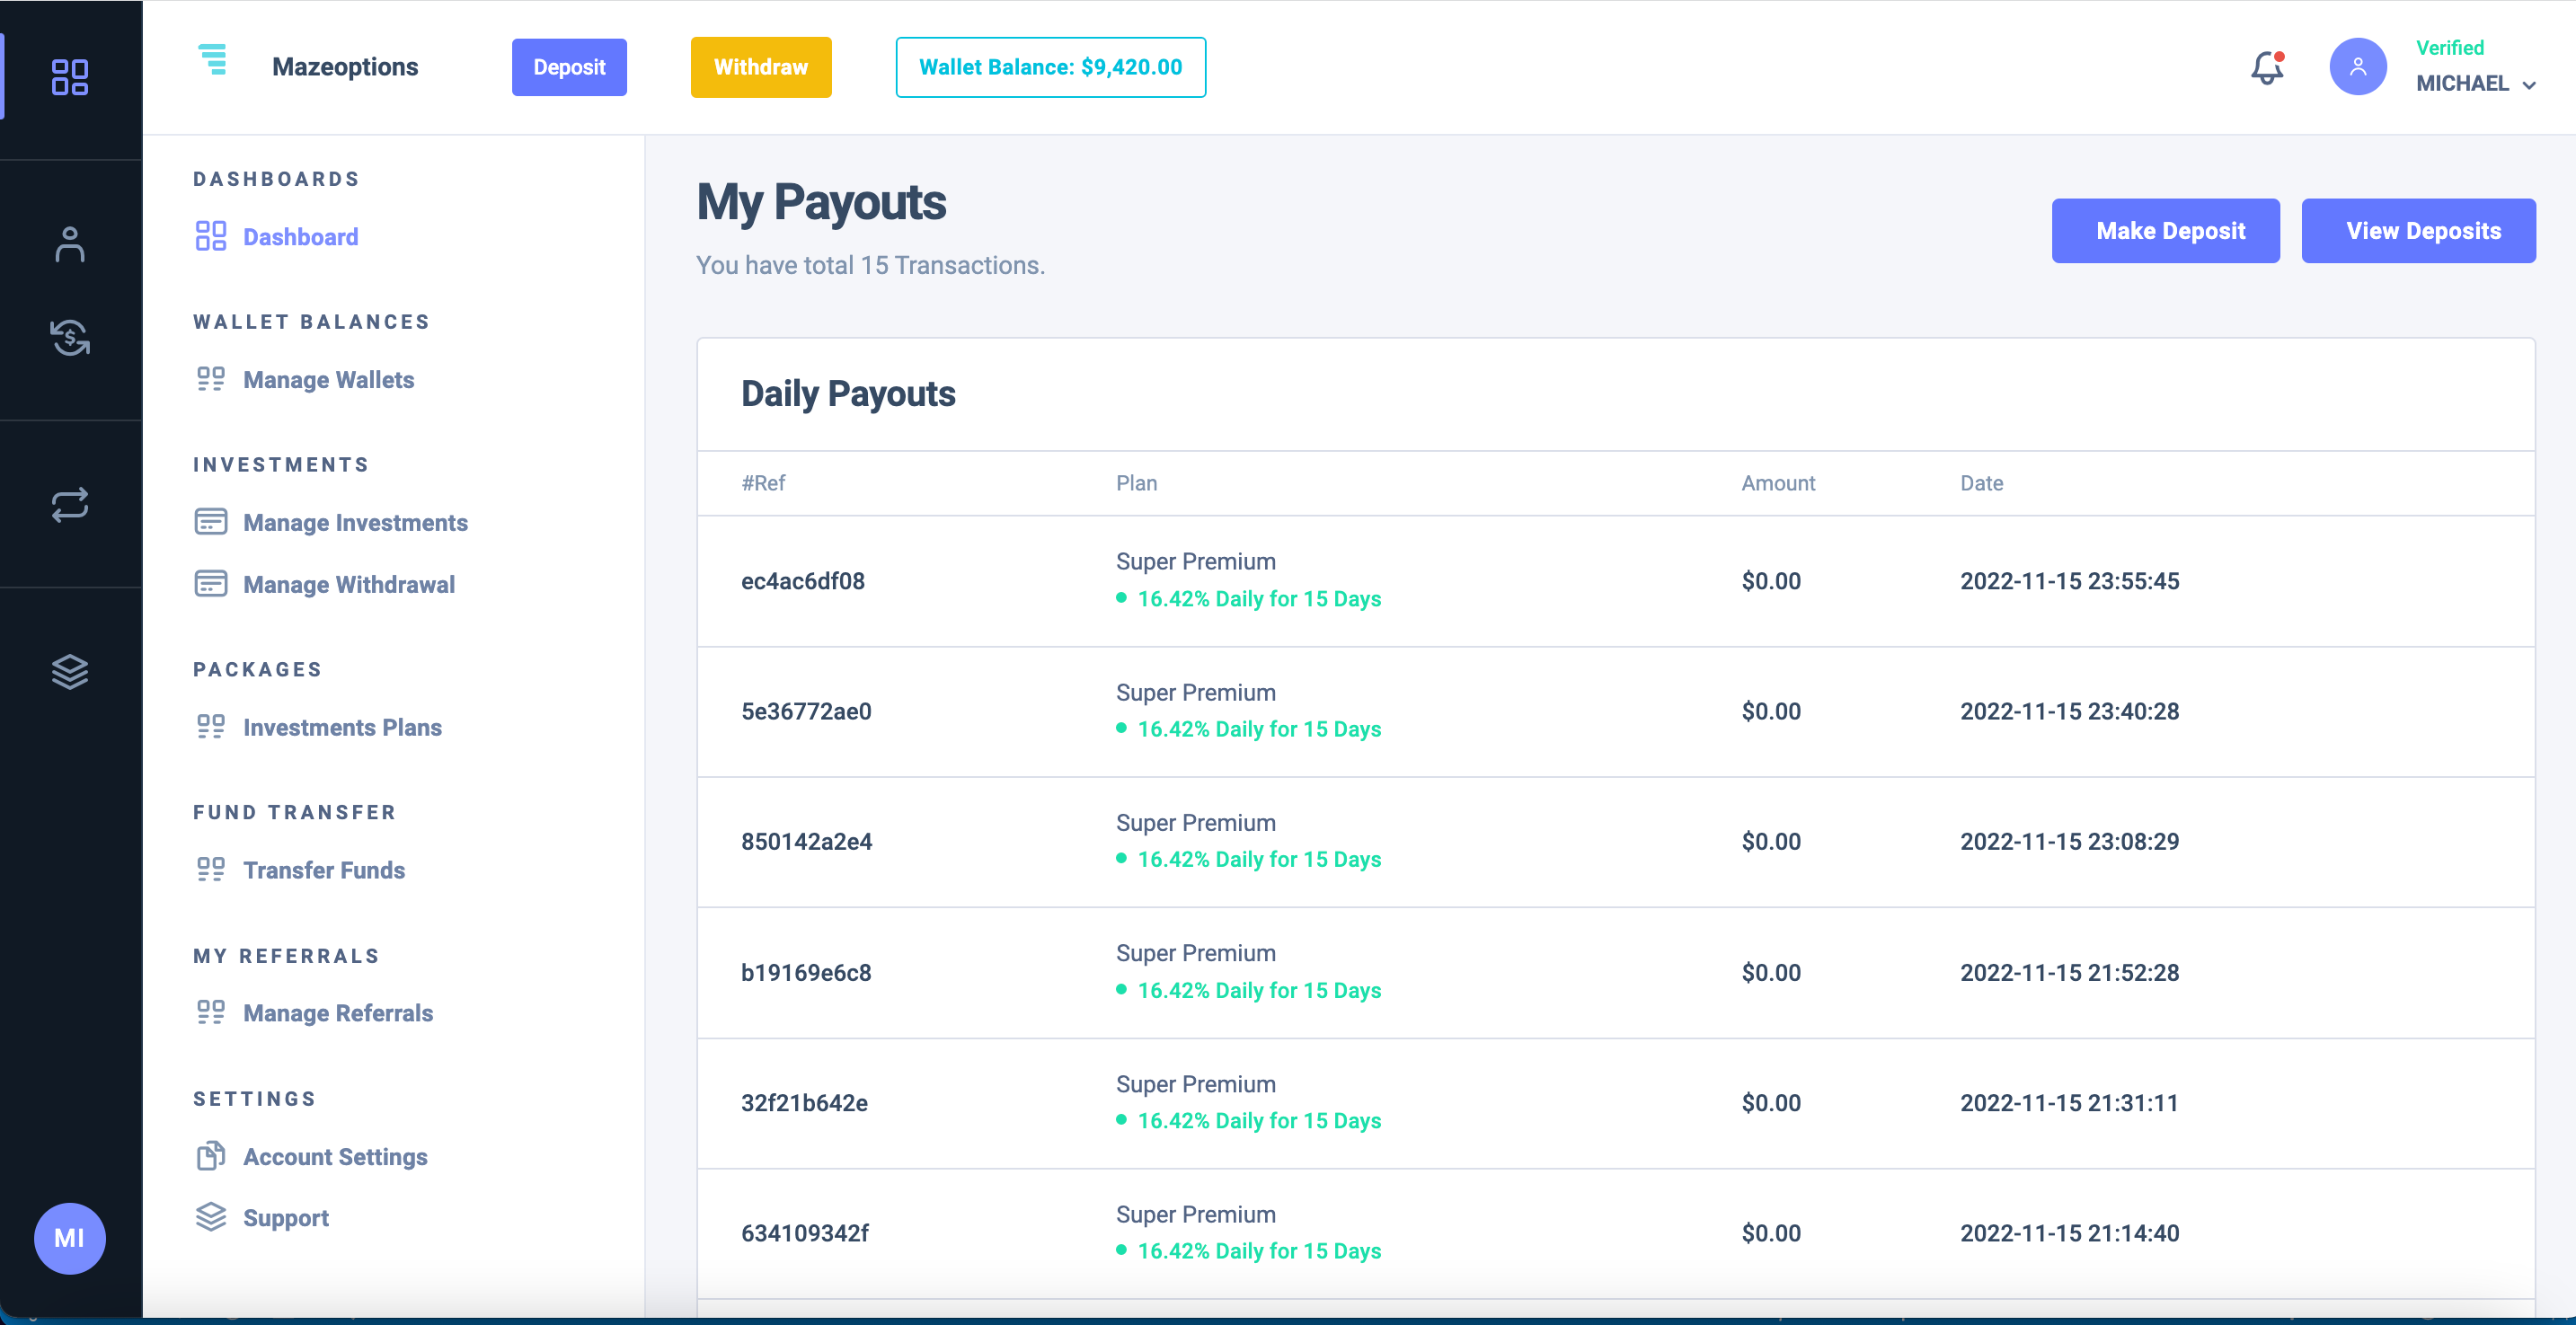 Mazeoptions
Deposit
Withdraw
Wallet Balance: $9,420.00
Verified
MICHAEL
DASHBOARDS
Dashboard
WALLET BALANCES
Manage Wallets
INVESTMENTS
Manage Investments
Manage Withdrawal
PACKAGES
Investments Plans
FUND TRANSFER
Transfer Funds
MY REFERRALS
Manage Referrals
SETTINGS
Account Settings
Support
MI
My Payouts
You have total 15 Transactions.
Make Deposit
View Deposits
Daily Payouts
#Ref Plan Amount Date
Super Premium
ec4ac6df08 $0.00 2022-11-15 23:55:45
16.42% Daily for 15 Days
Super Premium
5e36772ae0 $0.00 2022-11-15 23:40:28
16.42% Daily for 15 Days
Super Premium
850142a2e4 $0.00 2022-11-15 23:08:29
16.42% Daily for 15 Days
Super Premium
b19169e6c8 $0.00 2022-11-15 21:52:28
16.42% Daily for 15 Days
Super Premium
32f21b642e $0.00 2022-11-15 21:31:11
16.42% Daily for 15 Days
Super Premium
634109342f $0.00 2022-11-15 21:14:40
16.42% Daily for 15 Days